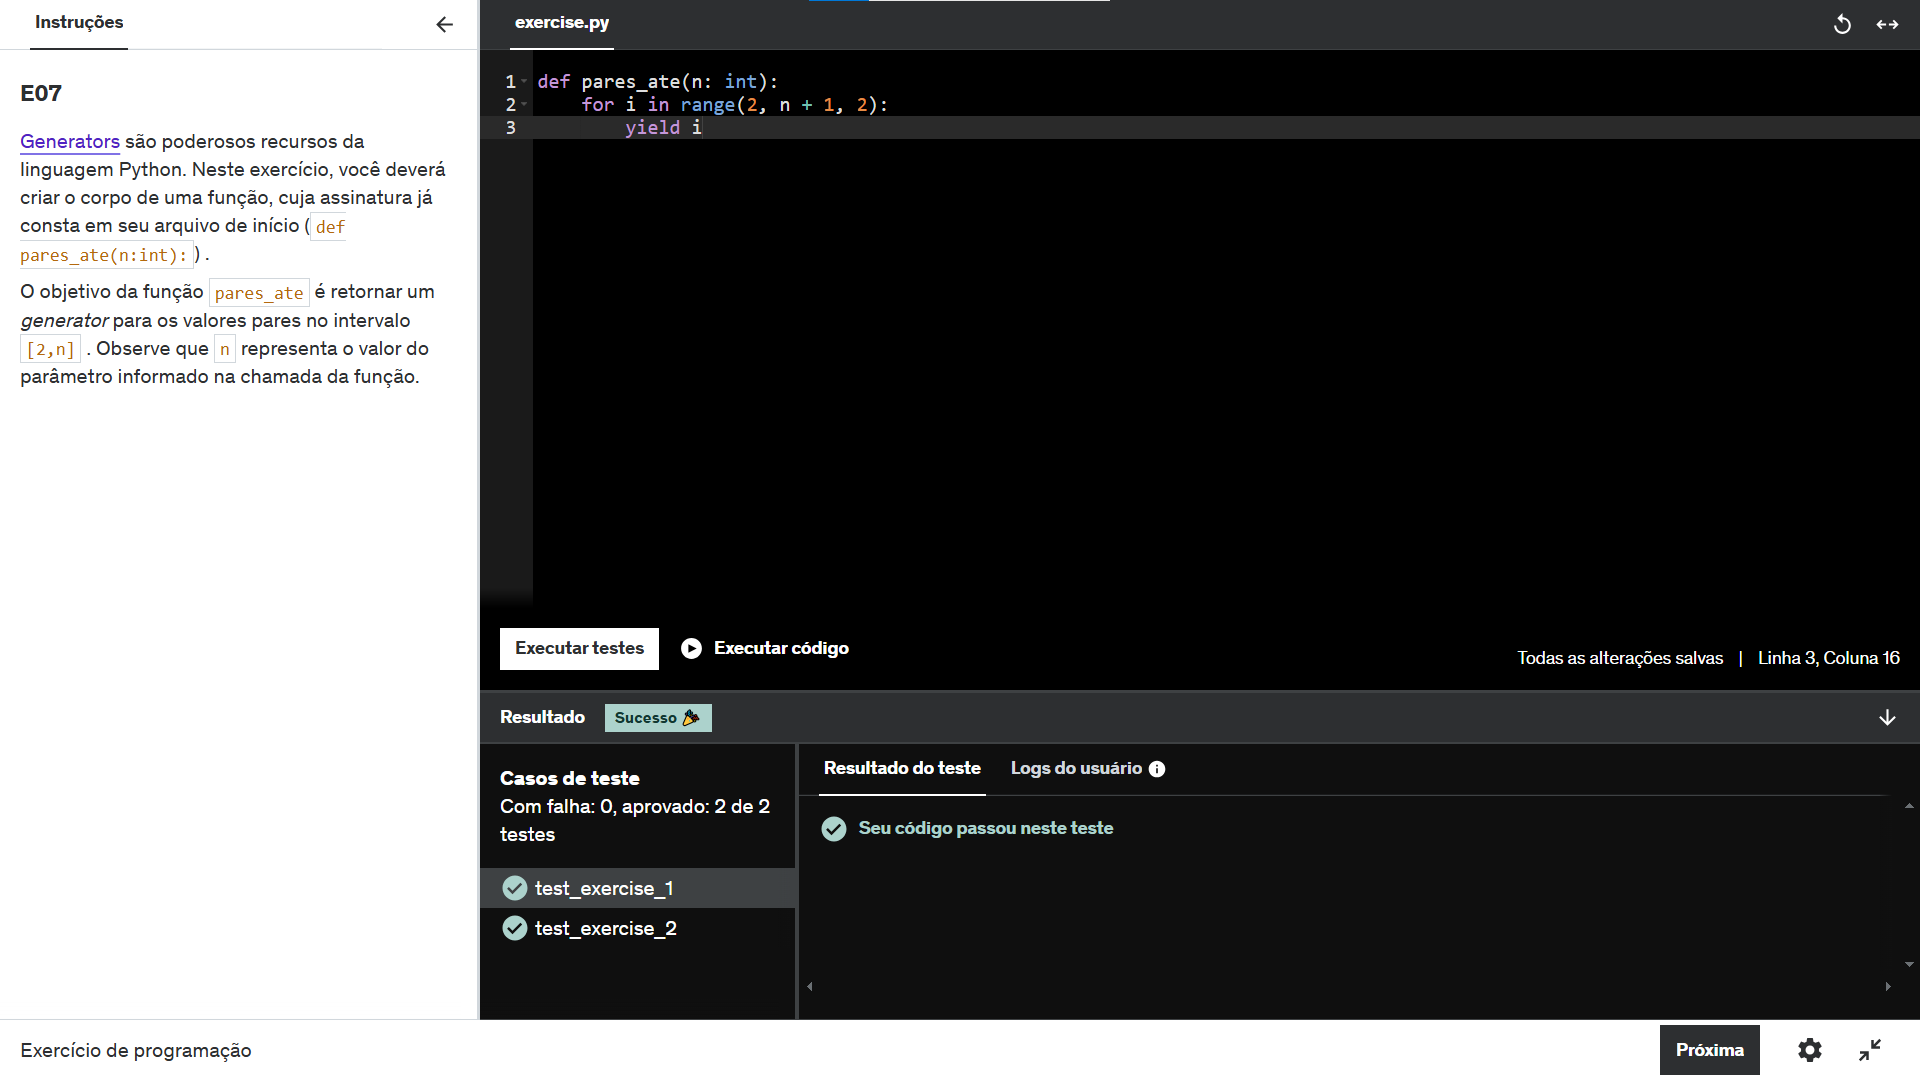 Instruções
E07
Generators são poderosos recursos da
linguagem Python. Neste exercício, você deverá
criar o corpo de uma função, cuja assinatura já
consta em seu arquivo de início (def
pares_ate(n:int):) .
O objetivo da função pares_ate é retornar um
generator para os valores pares no intervalo
[2,n] . Observe que n representa o valor do
parâmetro informado na chamada da função.
exercise.py
1 def pares_ate(n: int):
2 for i in range(2, n + 1, 2):
3 yield i
Executar testes
Executar código
Todas as alterações salvas | Linha 3, Coluna 16
Resultado
Sucesso
Casos de teste
Com falha: 0, aprovado: 2 de 2
testes
test_exercise_1
test_exercise_2
Resultado do teste
Logs do usuário
Seu código passou neste teste
Exercício de programação
Próxima